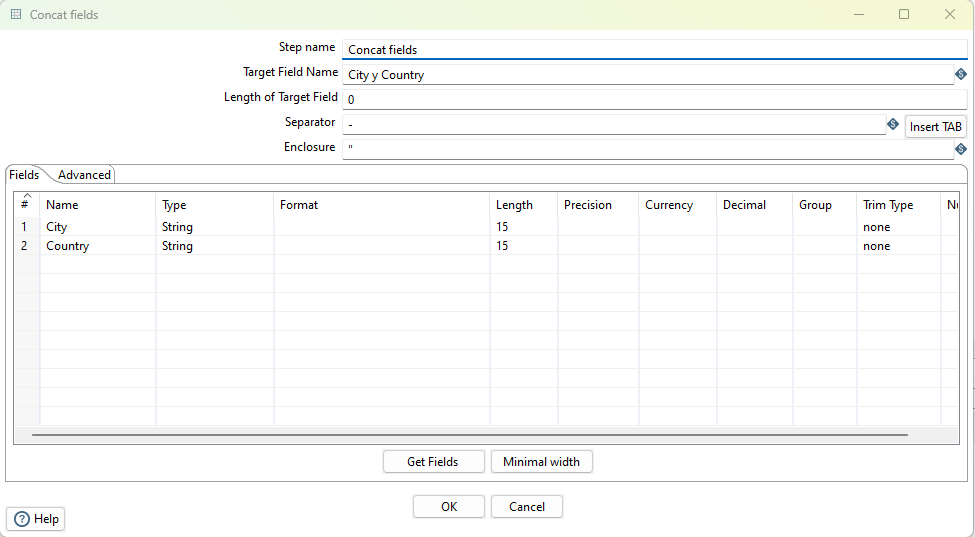 Concat fields
Step name Concat fields
Target Field Name City y Country
Length of Target Field 0
Separator - Insert TAB
Enclosure "
Fields Advanced
# Name Type Format Length Precision Currency Decimal Group Trim Type
1 City String 15 none
2 Country String 15 none
Get Fields Minimal width
OK Cancel
Help